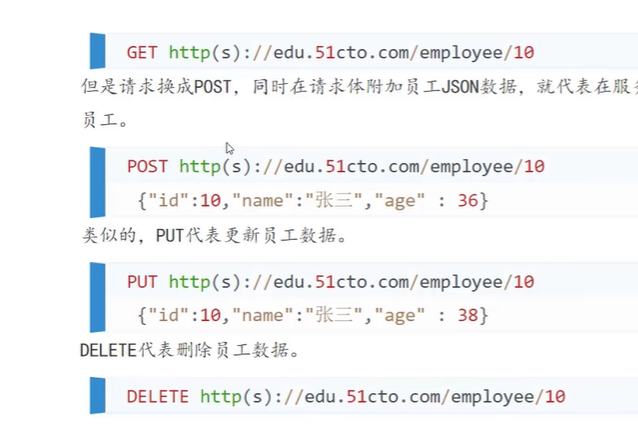 GET http(s)://edu.51cto.com/employee/10
但是请求换成POST，同时在请求体附加员工JSON数据，就代表在服
员工。
POST http(s)://edu.51cto.com/employee/10
{"id":10,"name":"张三","age" : 36}
类似的，PUT代表更新员工数据。
PUT http(s)://edu.51cto.com/employee/10
{"id":10,"name":"张三","age" : 38}
DELETE代表删除员工数据。
DELETE http(s)://edu.51cto.com/employee/10